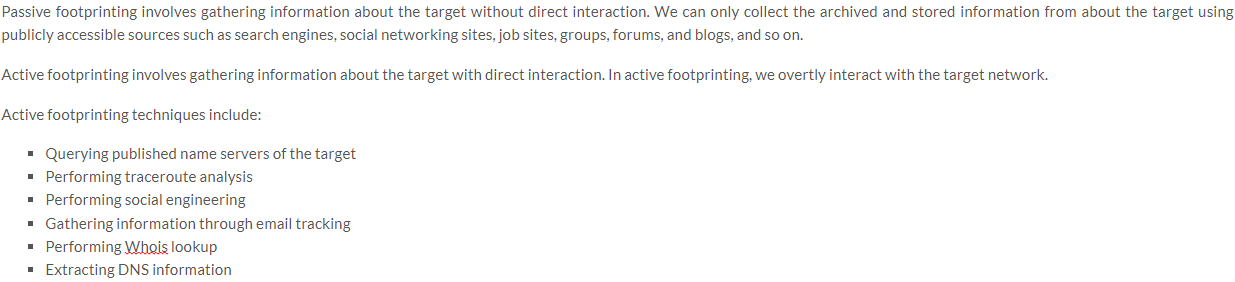 Passive footprinting involves gathering information about the target without direct interaction. We can only collect the archived and stored information from about the target using
publicly accessible sources such as search engines, social networking sites, job sites, groups, forums, and blogs, and so on.
Active footprinting involves gathering information about the target with direct interaction. In active footprinting, we overtly interact with the target network.
Active footprinting techniques include:
▪ Querying published name servers of the target
▪ Performing traceroute analysis
▪ Performing social engineering
▪ Gathering information through email tracking
▪ Performing Whois lookup
▪ Extracting DNS information